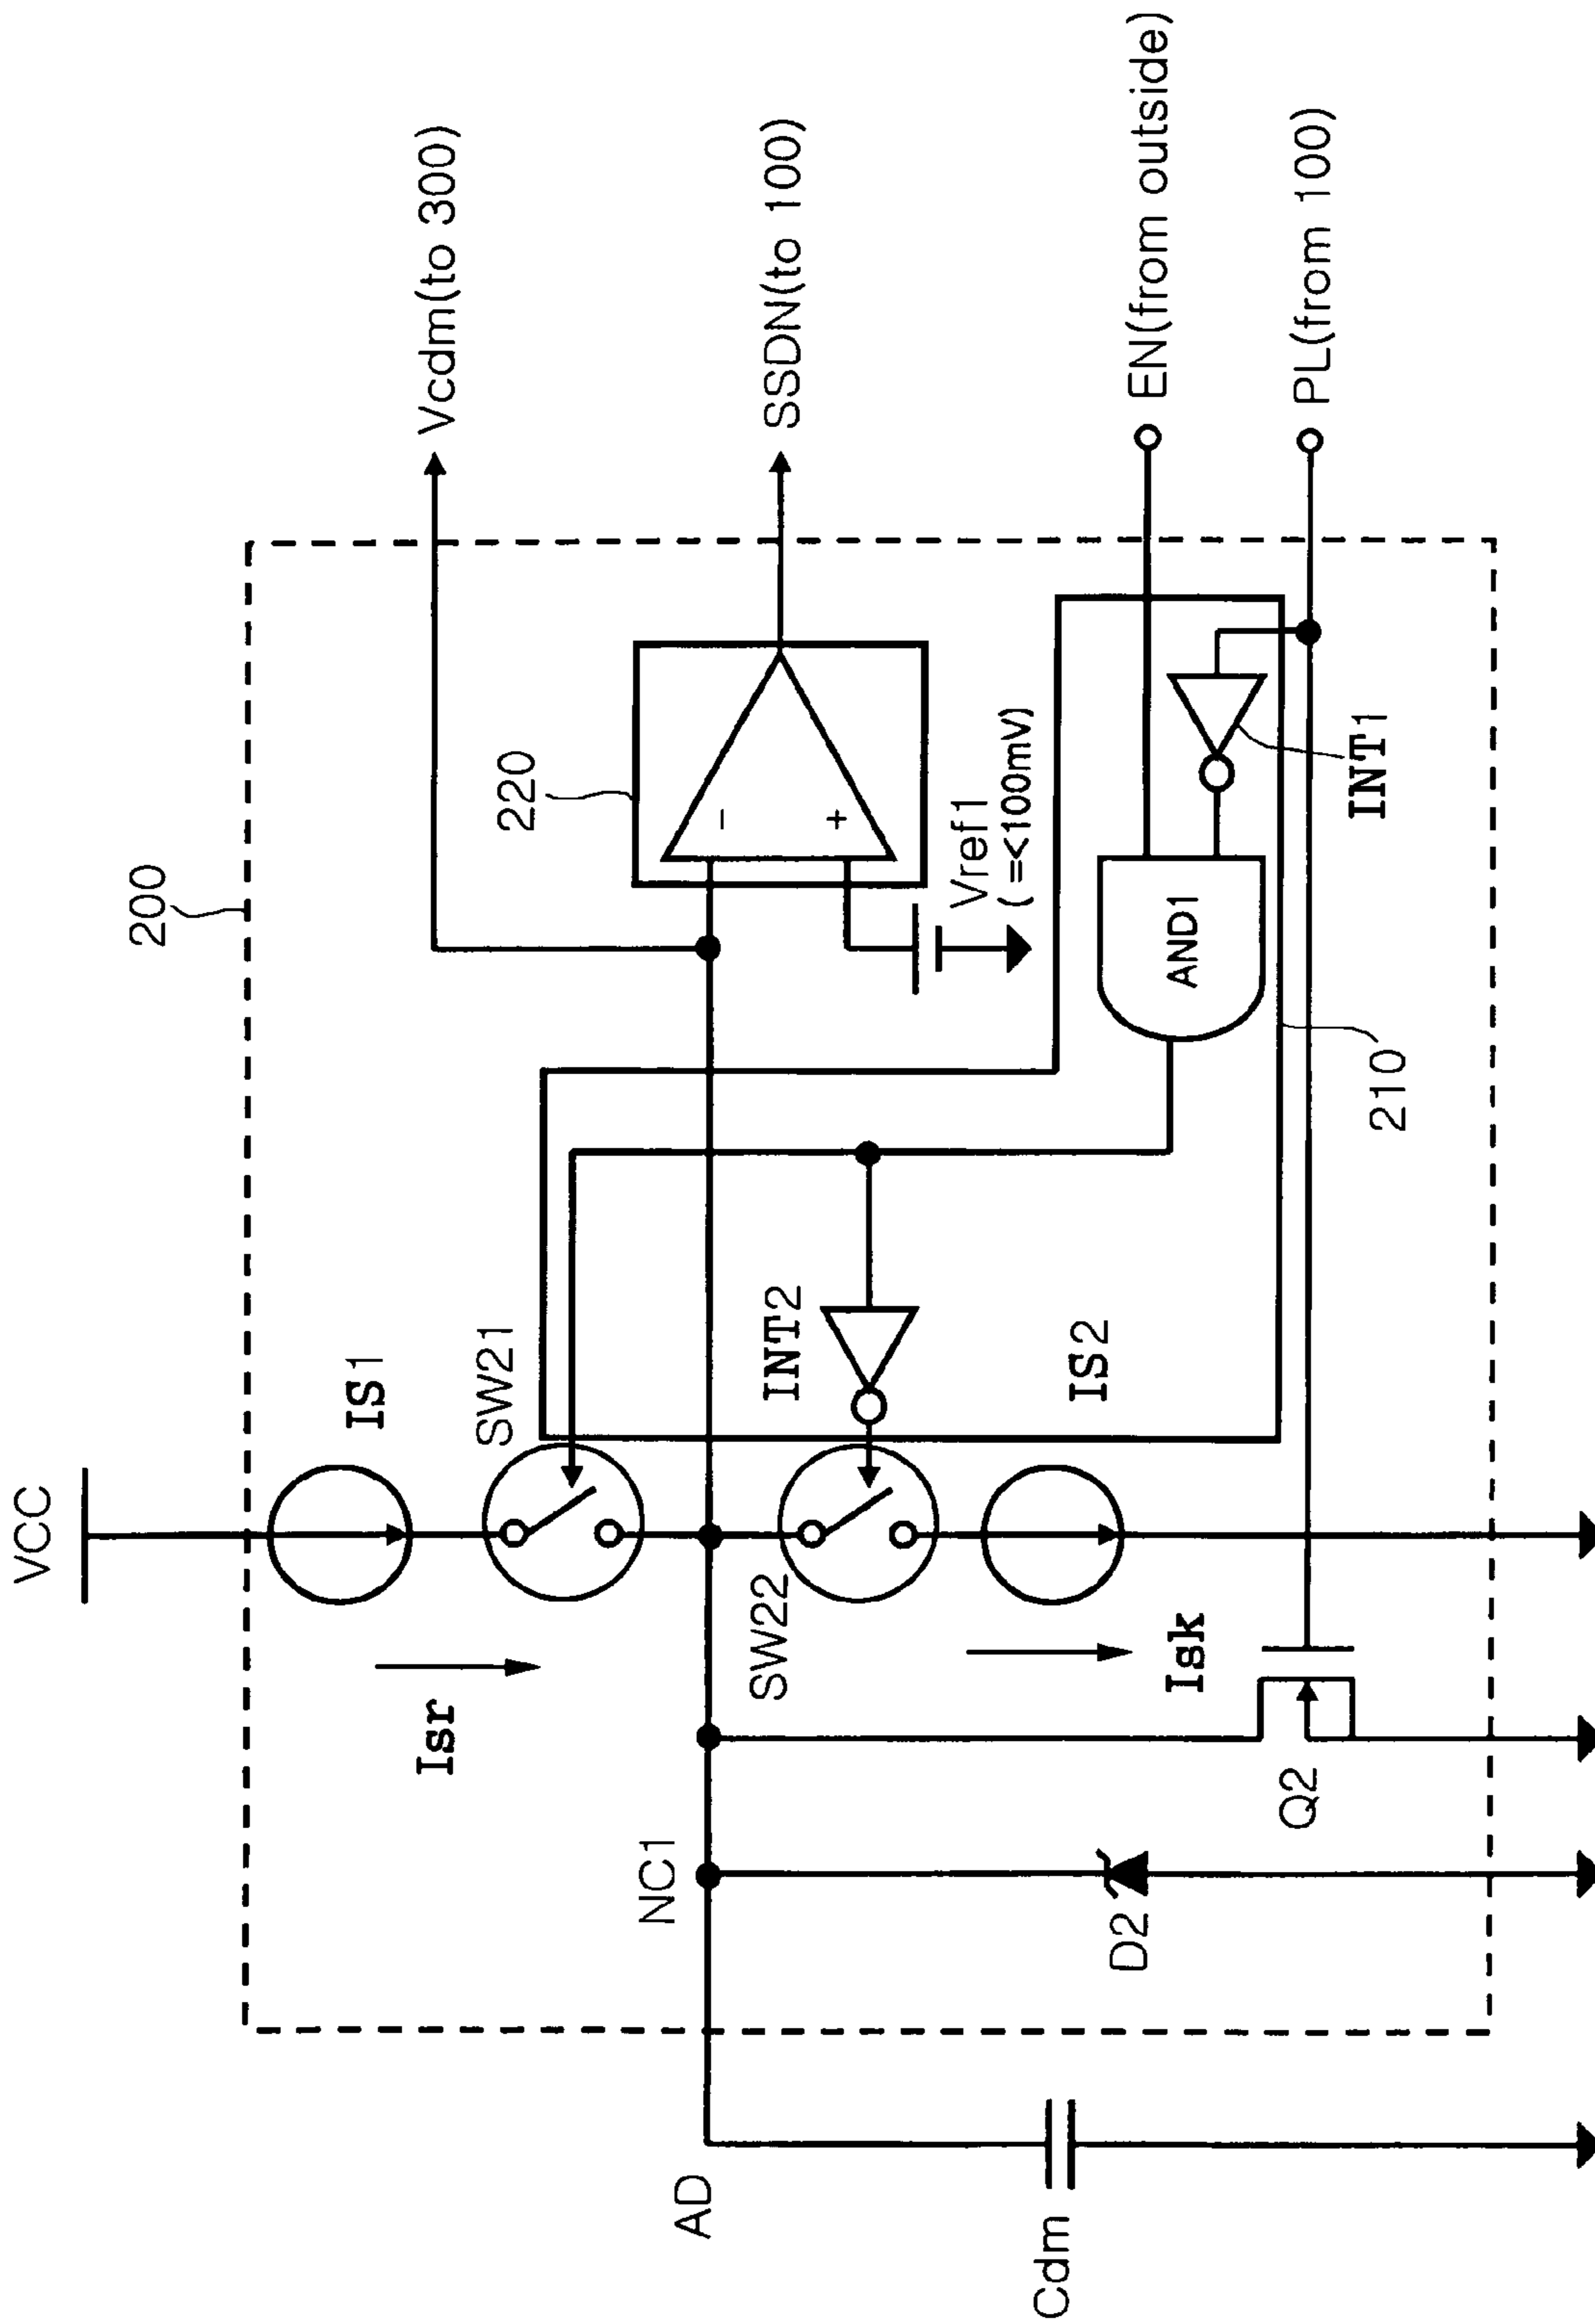 VCC
200
IS1
Isr
SW21
Vcdm(to 300)
220
-
+
SSDN(to 100)
Vref1
( =<100mV)
NC1
AD
SW22
INT2
IS2
Isk
AND1
EN(from outside)
INT1
PL(from 100)
210
Q2
D2
Cdm